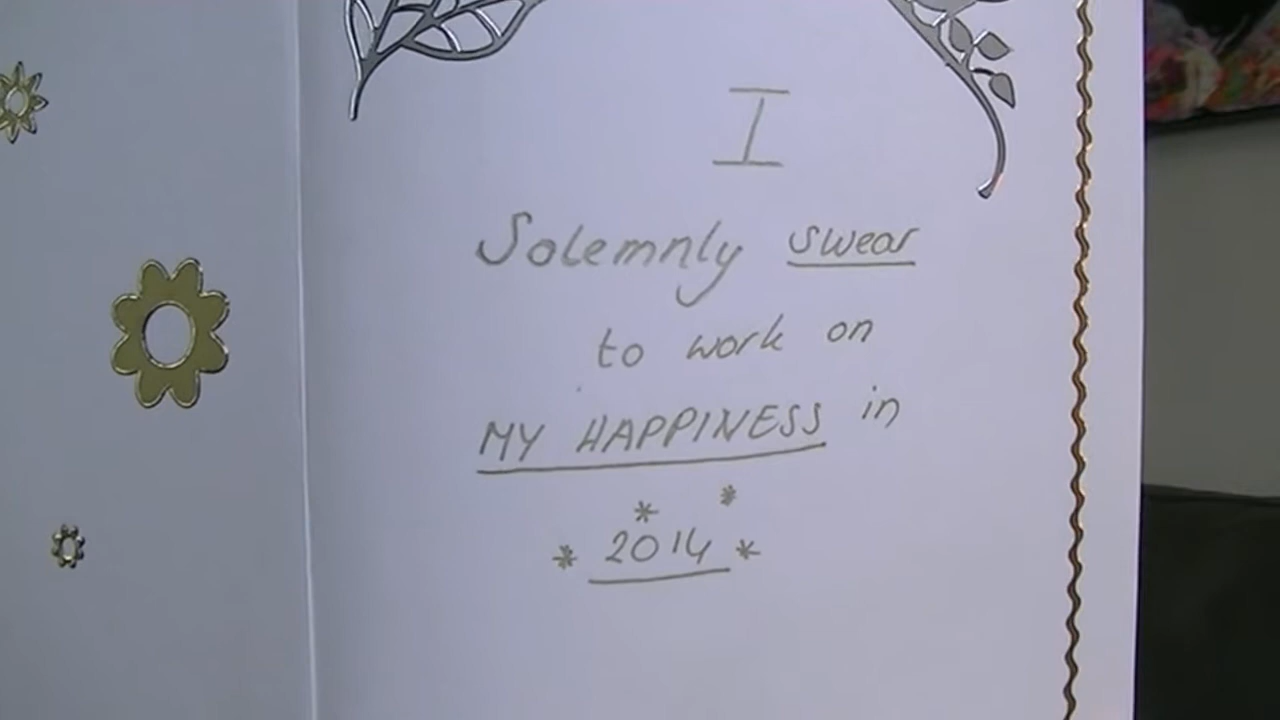 I
Solemnly swear
to work on
MY HAPPINESS in
* *
* 2014 *